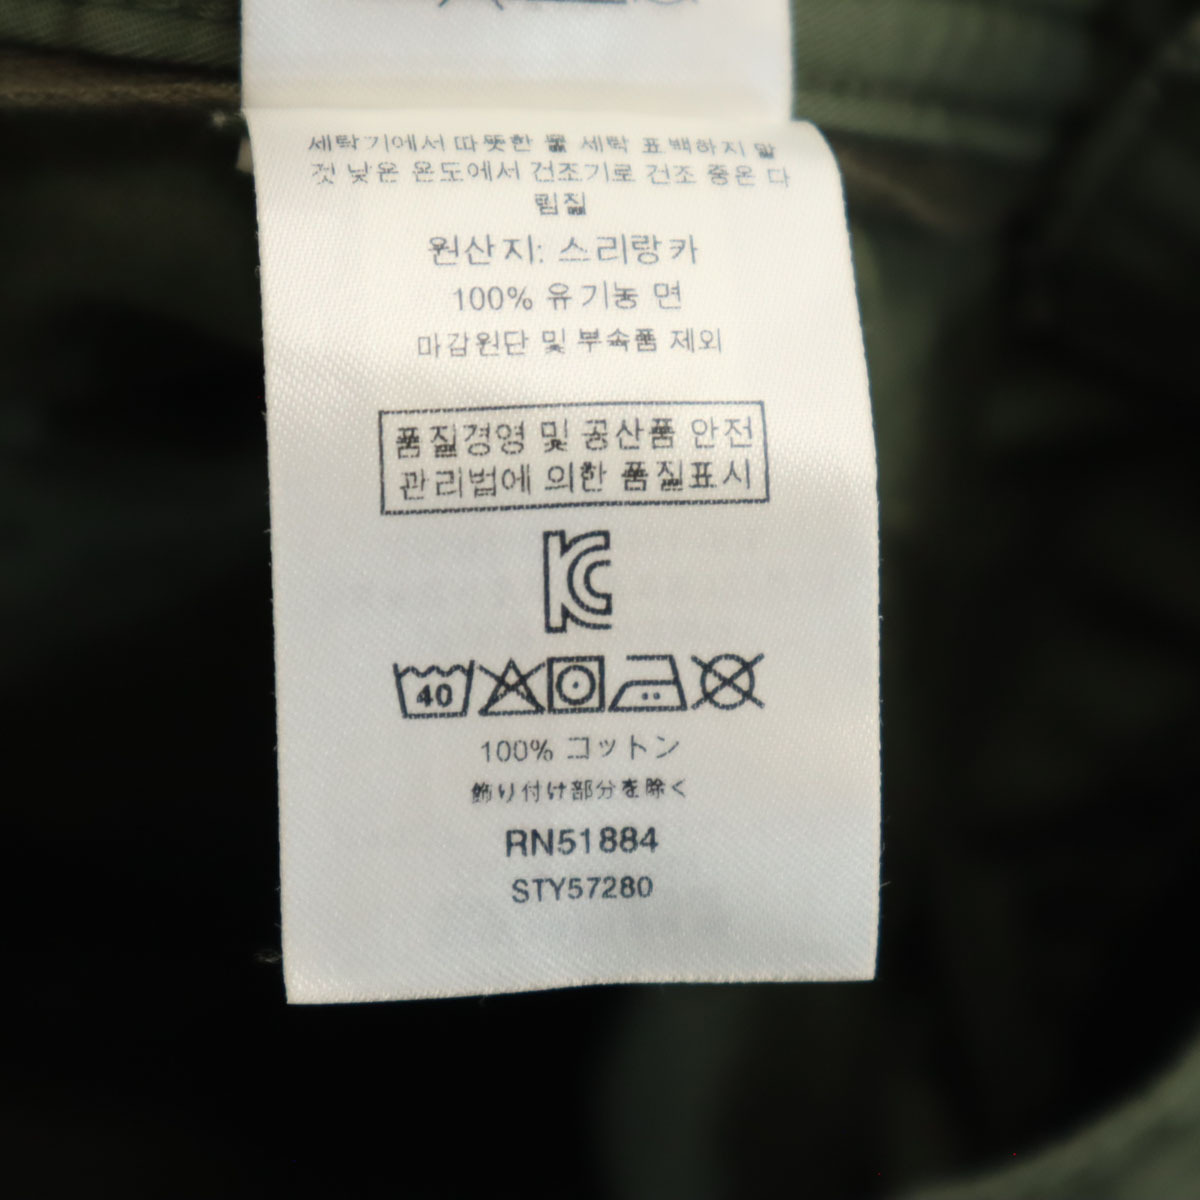 세탁기에서 따뜻한 물 세탁 표백하지 말
것 낮은 온도에서 건조기로 건조 중온 다
림질
원산지: 스리랑카
100% 유기농 면
마감원단 및 부속품 제외
품질경영 및 공산품 안전
관리법에 의한 품질표시
KC
40
100% コットン
飾り付け部分を除く
RN51884
STY57280